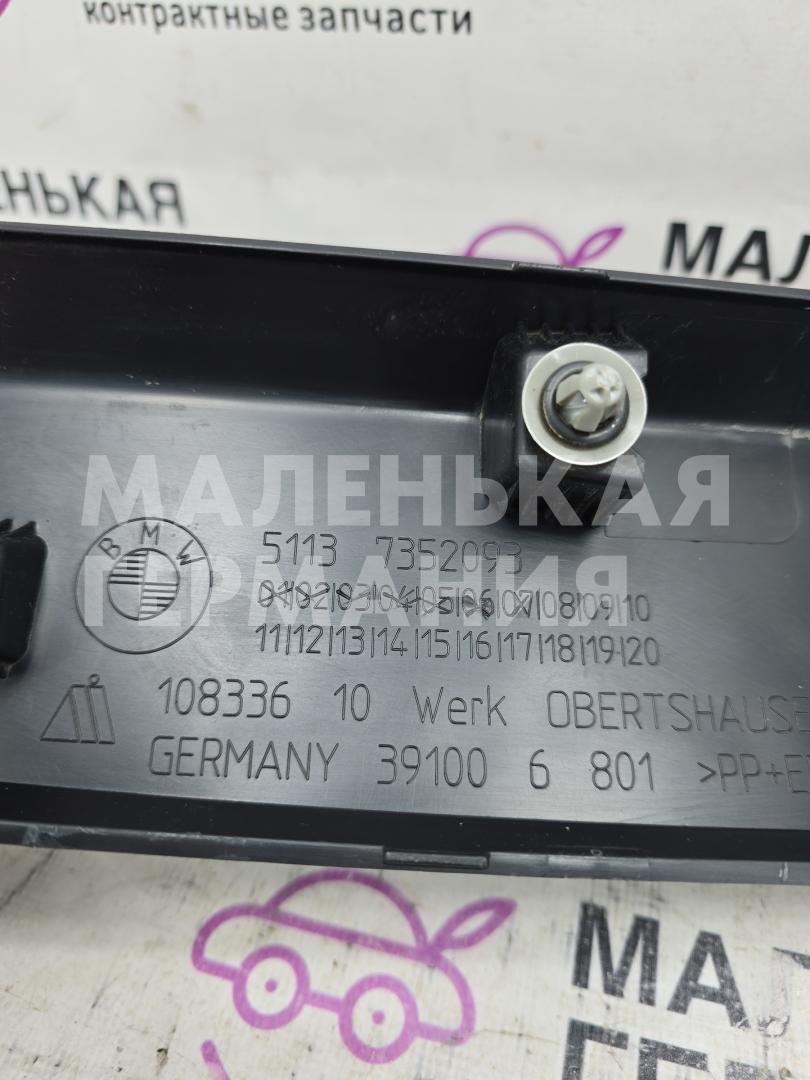 контрактные запчасти
ЕНЬКАЯ
МАЛ
МАЛЕНЬКАЯ
ГЕРМАНИЯ
BMW
5113 7352093
01|02|03|04|05|06|07|08|09|10
11|12|13|14|15|16|17|18|19|20
108336 10 Werk OBERTSHAUSE
GERMANY 39100 6 801 >PP+E
МА
ГЕ